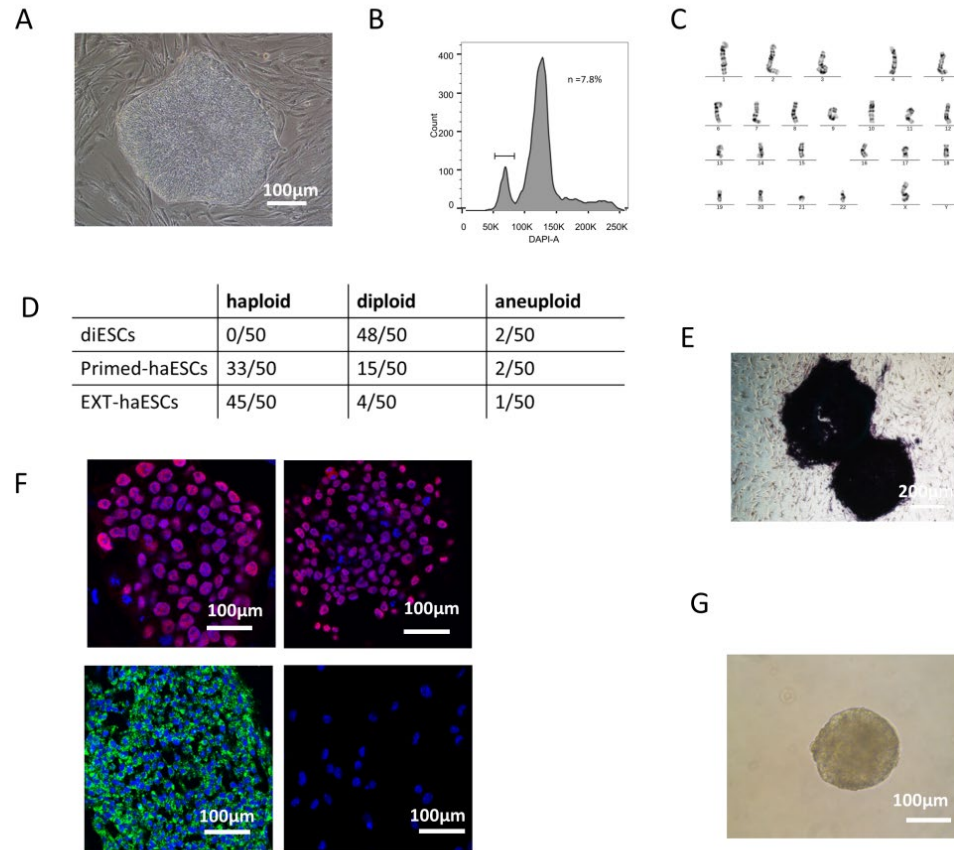 A
100μm
B
400
300
200
100
0
Count
n =7.8%
0 50K 100K 150K 200K 250K
DAPI-A
C
1 2 3 4 5
6 7 8 9 10 11 12
13 14 15 16 17 18
19 20 21 22 X Y
D
haploid diploid aneuploid
diESCs 0/50 48/50 2/50
Primed-haESCs 33/50 15/50 2/50
EXT-haESCs 45/50 4/50 1/50
E
200μm
F
100μm 100μm
100μm 100μm
G
100μm